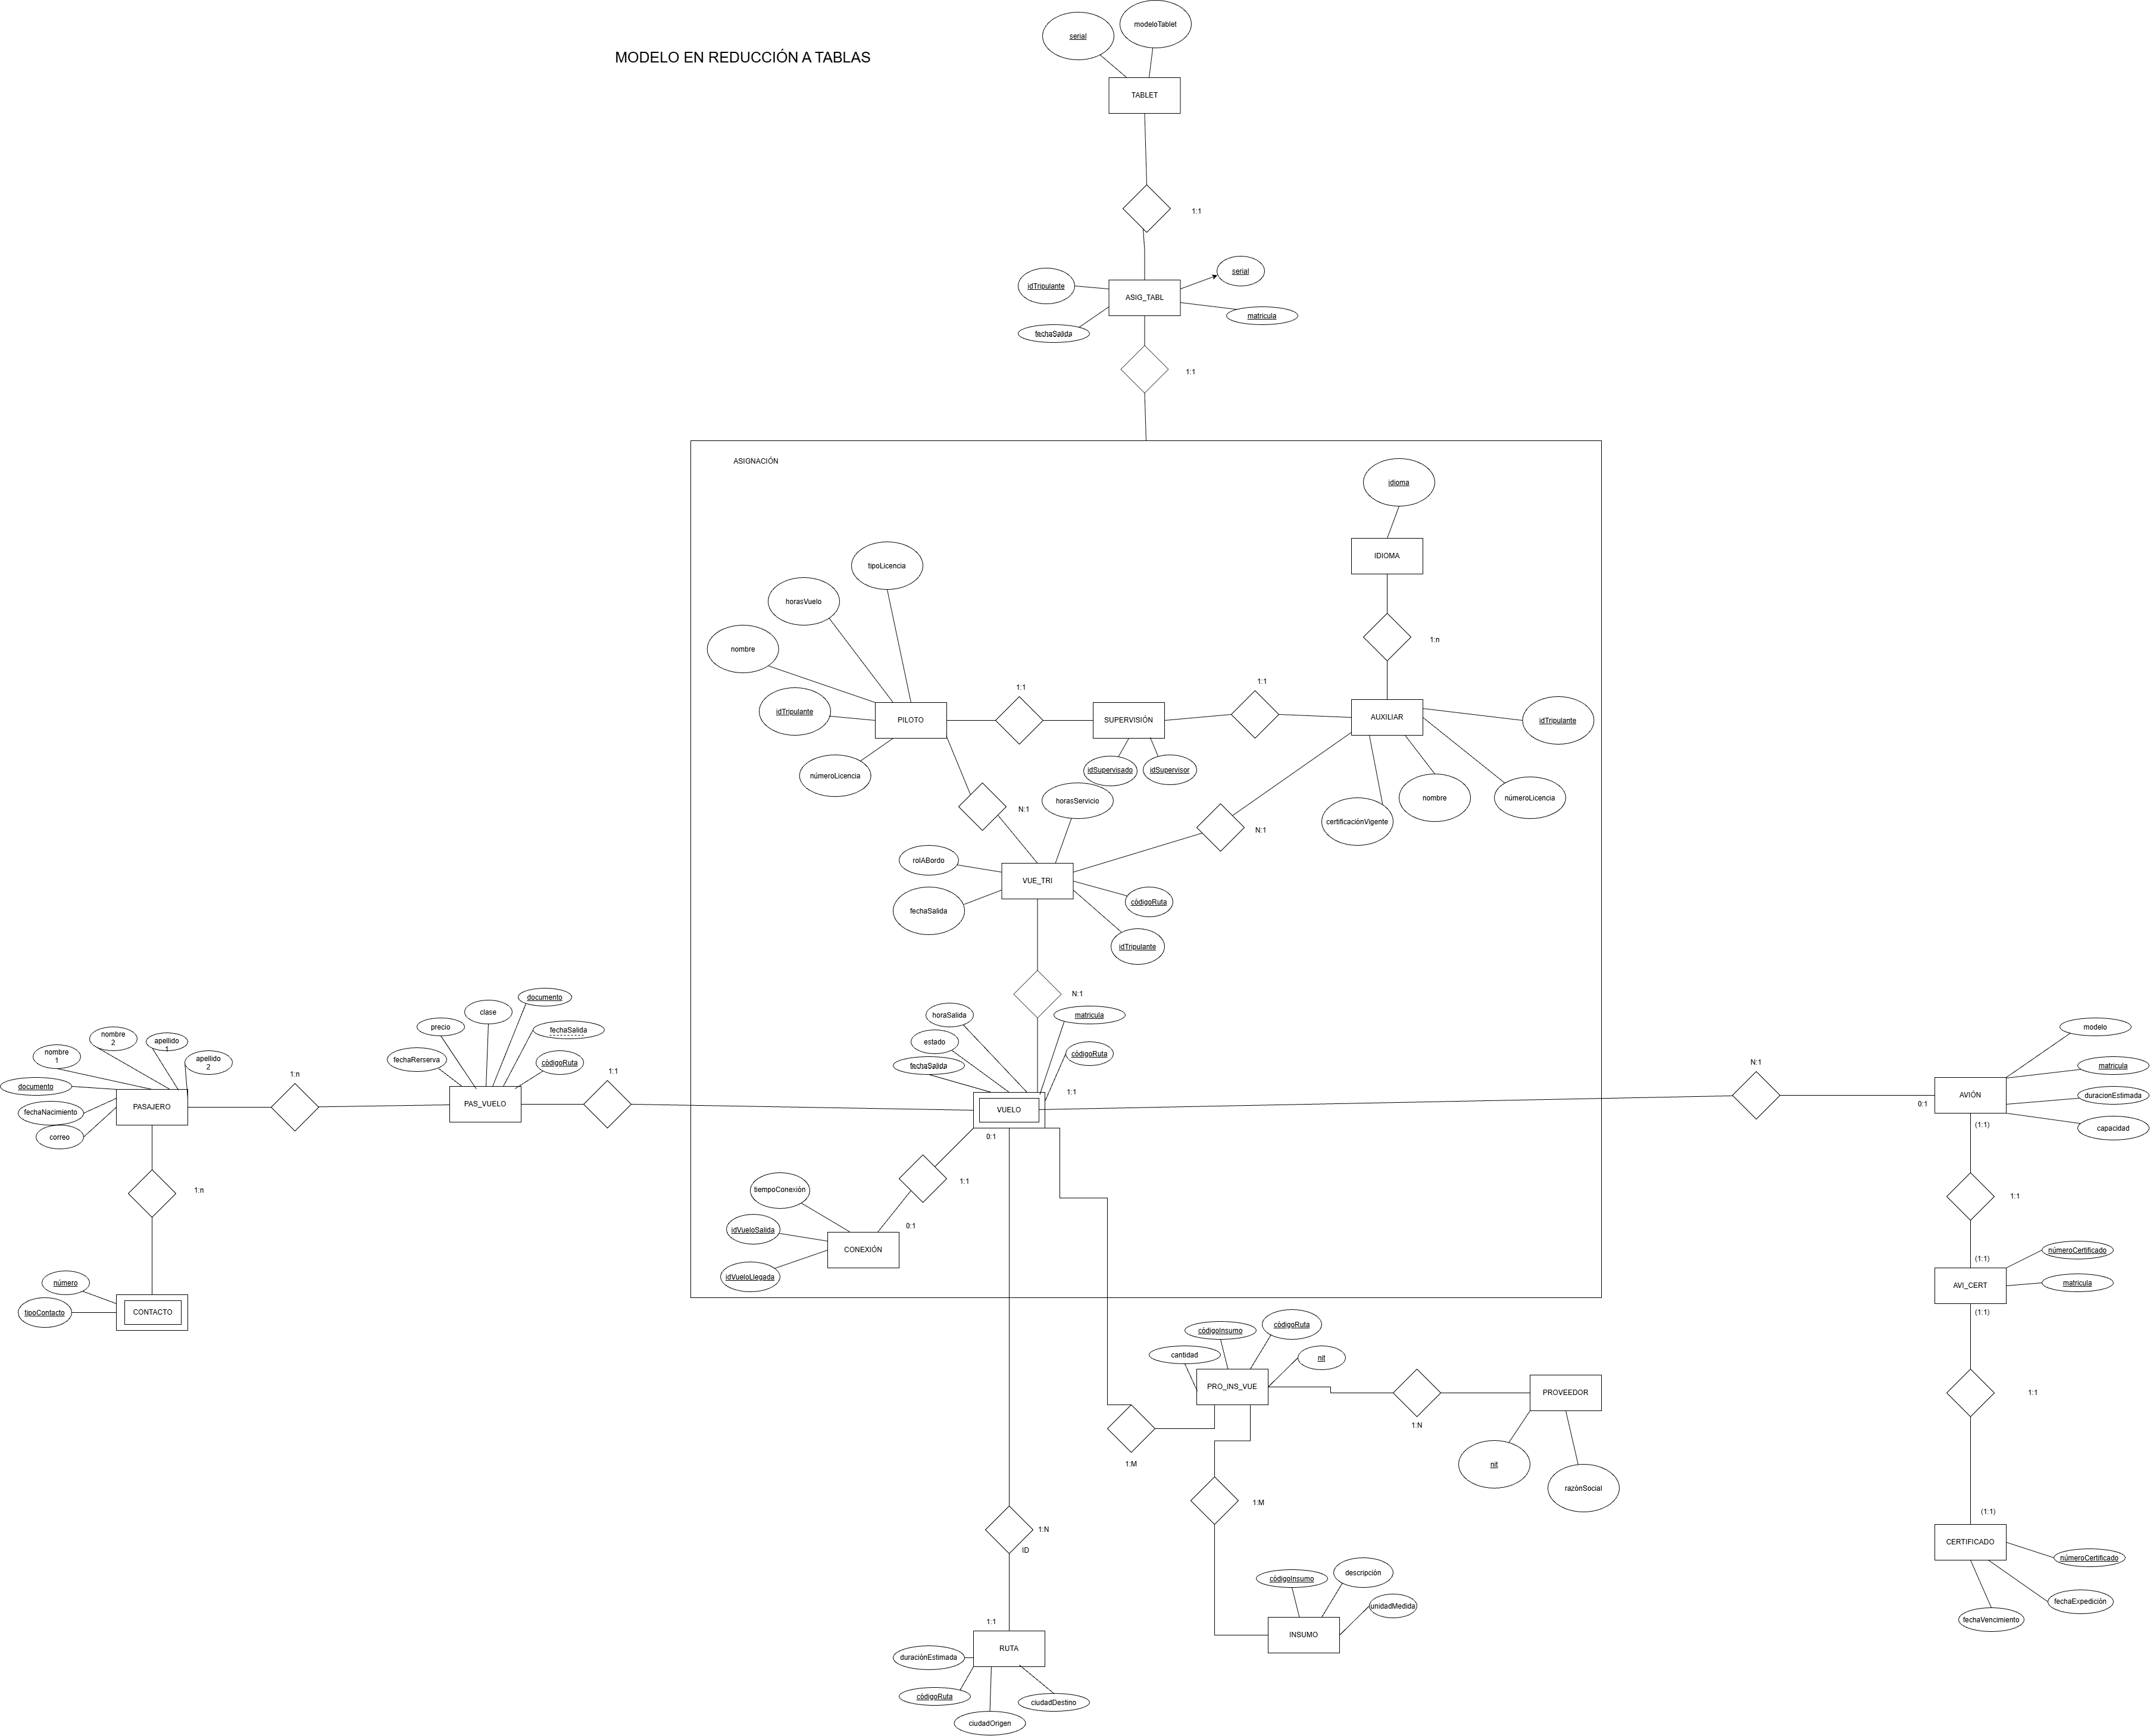 serial
modeloTablet
MODELO EN REDUCCIÓN A TABLAS
TABLET
1:1
idTripulante
serial
ASIG_TABL
fechaSalida
matricula
1:1
ASIGNACIÓN
idioma
IDIOMA
tipoLicencia
horasVuelo
nombre
1:n
idTripulante
PILOTO
1:1
SUPERVISIÓN
1:1
AUXILIAR
idTripulante
númeroLicencia
idSupervisado
idSupervisor
N:1
horasServicio
certificaciónVigente
nombre
númeroLicencia
N:1
rolABordo
VUE_TRI
fechaSalida
códigoRuta
idTripulante
N:1
horaSalida
matricula
estado
códigoRuta
fechaSalida
1:1
VUELO
0:1
nombre
1
nombre
2
apellido
1
apellido
2
documento
fechaNacimiento
correo
PASAJERO
1:n
precio
clase
documento
fechaSalida
fechaRerserva
códigoRuta
PAS_VUELO
1:1
N:1
0:1
modelo
matricula
duracionEstimada
capacidad
AVIÓN
(1:1)
1:n
número
tipoContacto
CONTACTO
tiempoConexión
1:1
idVueloSalida
0:1
CONEXIÓN
idVueloLlegada
1:1
(1:1)
númeroCertificado
AVI_CERT
matricula
(1:1)
códigoInsumo
códigoRuta
cantidad
nit
PRO_INS_VUE
PROVEEDOR
1:N
1:M
nit
razónSocial
1:M
1:1
(1:1)
CERTIFICADO
númeroCertificado
fechaExpedición
fechaVencimiento
1:N
ID
códigoInsumo
descripción
unidadMedida
INSUMO
1:1
RUTA
duraciónEstimada
códigoRuta
ciudadOrigen
ciudadDestino